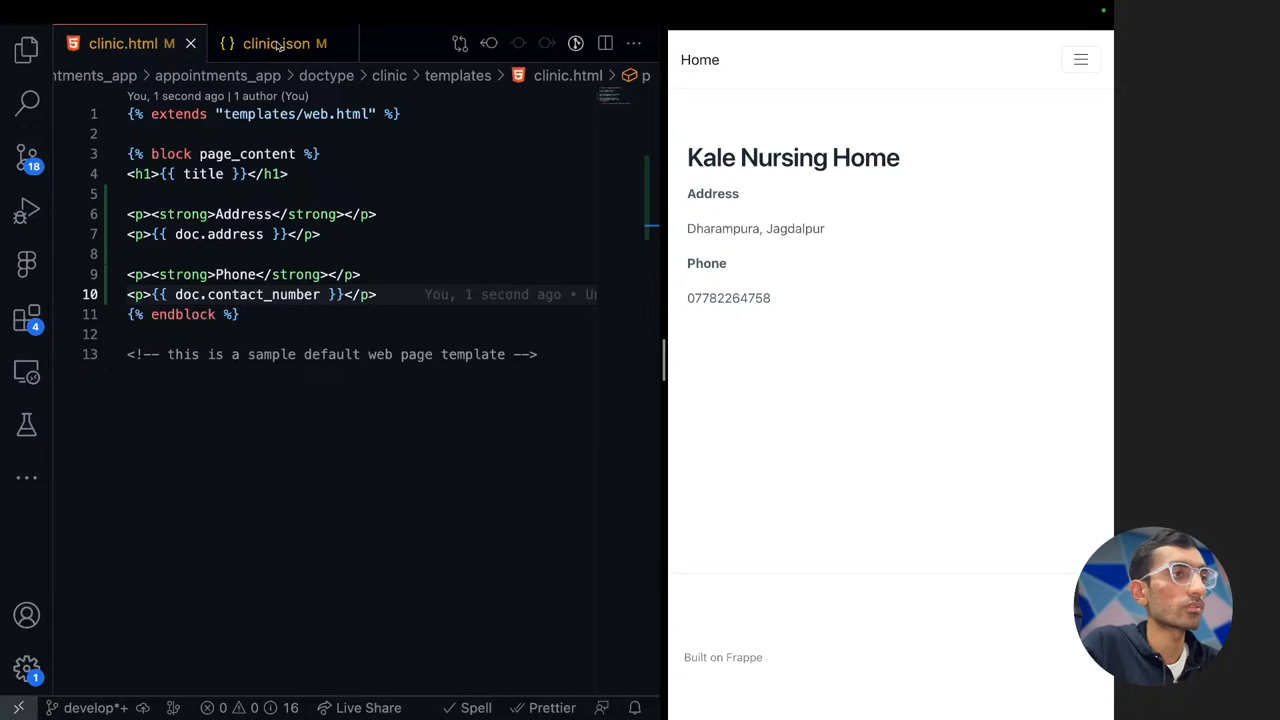 clinic.html M
{} clinic.json M
ntments_app > appointments_app > doctype > clinic > templates > clinic.html > p
You, 1 second ago | 1 author (You)
1 {% extends "templates/web.html" %}
2
3 {% block page_content %}
4 <h1>{{ title }}</h1>
5
6 <p><strong>Address</strong></p>
7 <p>{{ doc.address }}</p>
8
9 <p><strong>Phone</strong></p>
10 <p>{{ doc.contact_number }}</p> You, 1 second ago • Un
11 {% endblock %}
12
13 <!-- this is a sample default web page template -->
18
4
1
develop*+ 0 0 16 Live Share Spell Prettier
Home
Kale Nursing Home
Address
Dharampura, Jagdalpur
Phone
07782264758
Built on Frappe